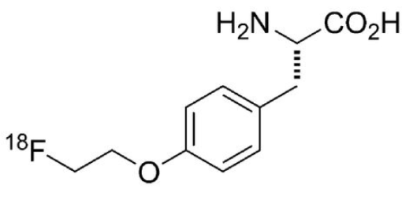 H₂N CO₂H
¹⁸F
O